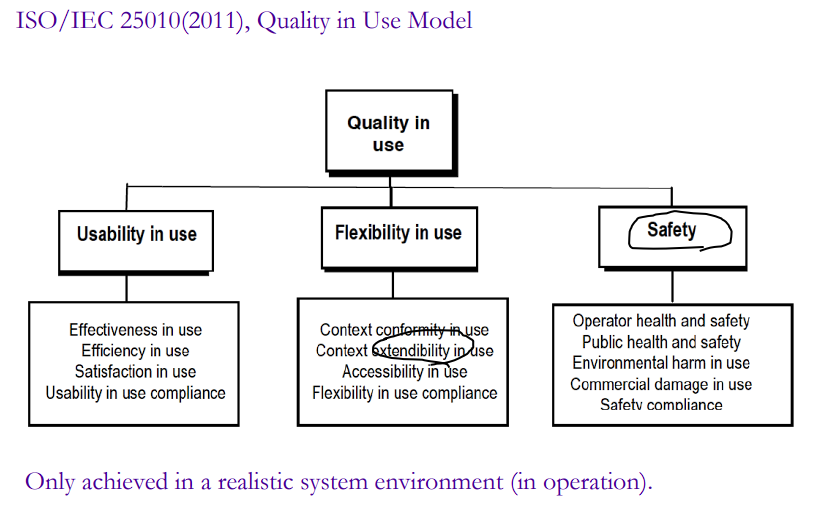 ISO/IEC 25010(2011), Quality in Use Model
Quality in
use
Usability in use
Flexibility in use
Safety
Effectiveness in use
Efficiency in use
Satisfaction in use
Usability in use compliance
Context conformity in use
Context extendibility in use
Accessibility in use
Flexibility in use compliance
Operator health and safety
Public health and safety
Environmental harm in use
Commercial damage in use
Safety compliance
Only achieved in a realistic system environment (in operation).